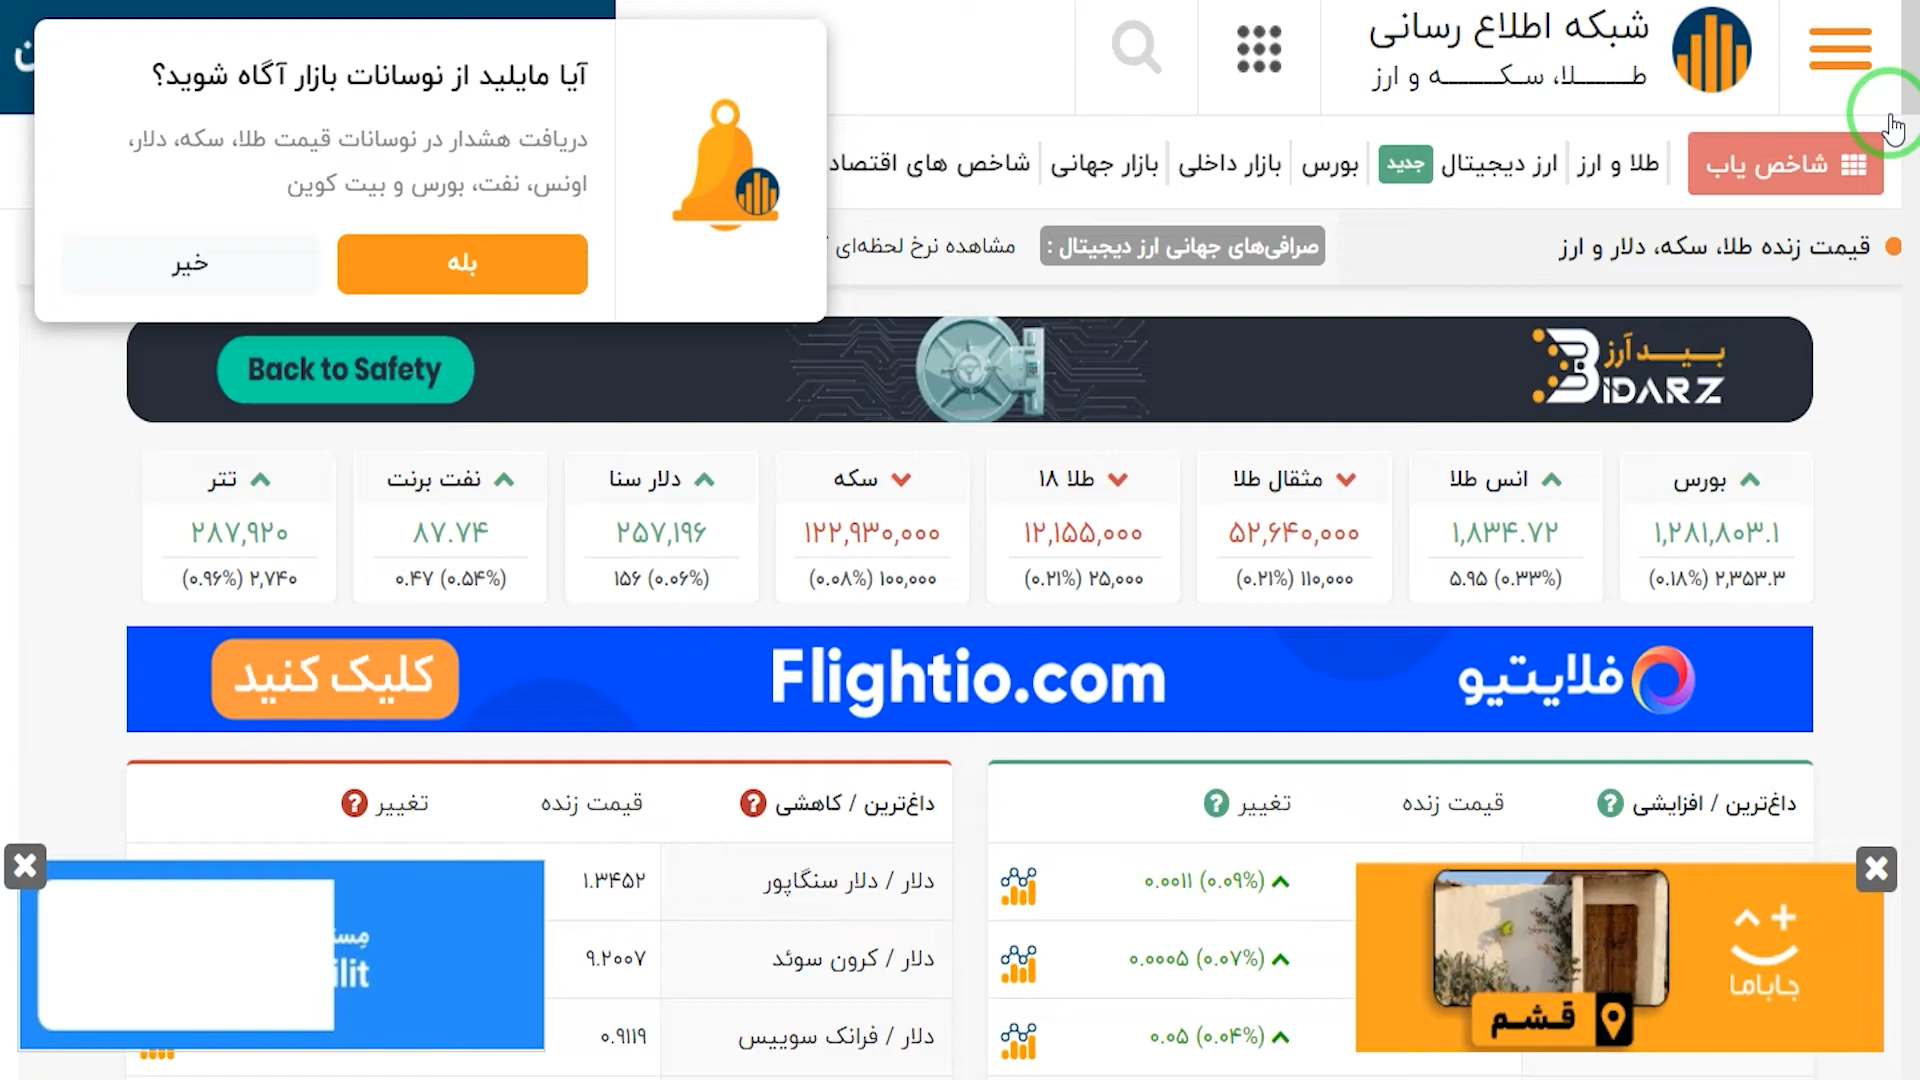 شبکه اطلاع رسانی
طـــلا، سـکـــه و ارز
آیا مایلید از نوسانات بازار آگاه شوید؟
دریافت هشدار در نوسانات قیمت طلا، سکه، دلار،
اونس، نفت، بورس و بیت کوین
بله
خیر
شاخص یاب
طلا و ارز
ارز دیجیتال
جدید
بورس
بازار داخلی
بازار جهانی
شاخص های اقتصاد
قیمت زنده طلا، سکه، دلار و ارز
صرافی‌های جهانی ارز دیجیتال :
مشاهده نرخ لحظه‌ای
Back to Safety
بـیـــد آرز
BIDARZ
بورس
۱,۲۸۱,۸۰۳.۱
(۰.۱۸%) ۲,۳۵۳.۳
انس طلا
۱,۸۳۴.۷۲
۵.۹۵ (۰.۳۳%)
مثقال طلا
۵۲,۶۴۰,۰۰۰
(۰.۲۱%) ۱۱۰,۰۰۰
طلا ۱۸
۱۲,۱۵۵,۰۰۰
(۰.۲۱%) ۲۵,۰۰۰
سکه
۱۲۲,۹۳۰,۰۰۰
(۰.۰۸%) ۱۰۰,۰۰۰
دلار سنا
۲۵۷,۱۹۶
۱۵۶ (۰.۰۶%)
نفت برنت
۸۷.۷۴
۰.۴۷ (۰.۵۴%)
تتر
۲۸۷,۹۲۰
(۰.۹۶%) ۲,۷۴۰
فلایتیو
Flightio.com
کلیک کنید
داغ‌ترین / افزایشی
قیمت زنده
تغییر
۰.۰۰۱۱ (۰.۰۹%)
۰.۰۰۰۵ (۰.۰۷%)
۰.۰۵ (۰.۰۴%)
داغ‌ترین / کاهشی
قیمت زنده
تغییر
دلار / دلار سنگاپور
۱.۳۴۵۲
دلار / کرون سوئد
۹.۲۰۰۷
دلار / فرانک سوییس
۰.۹۱۱۹
جاباما
قـشـم